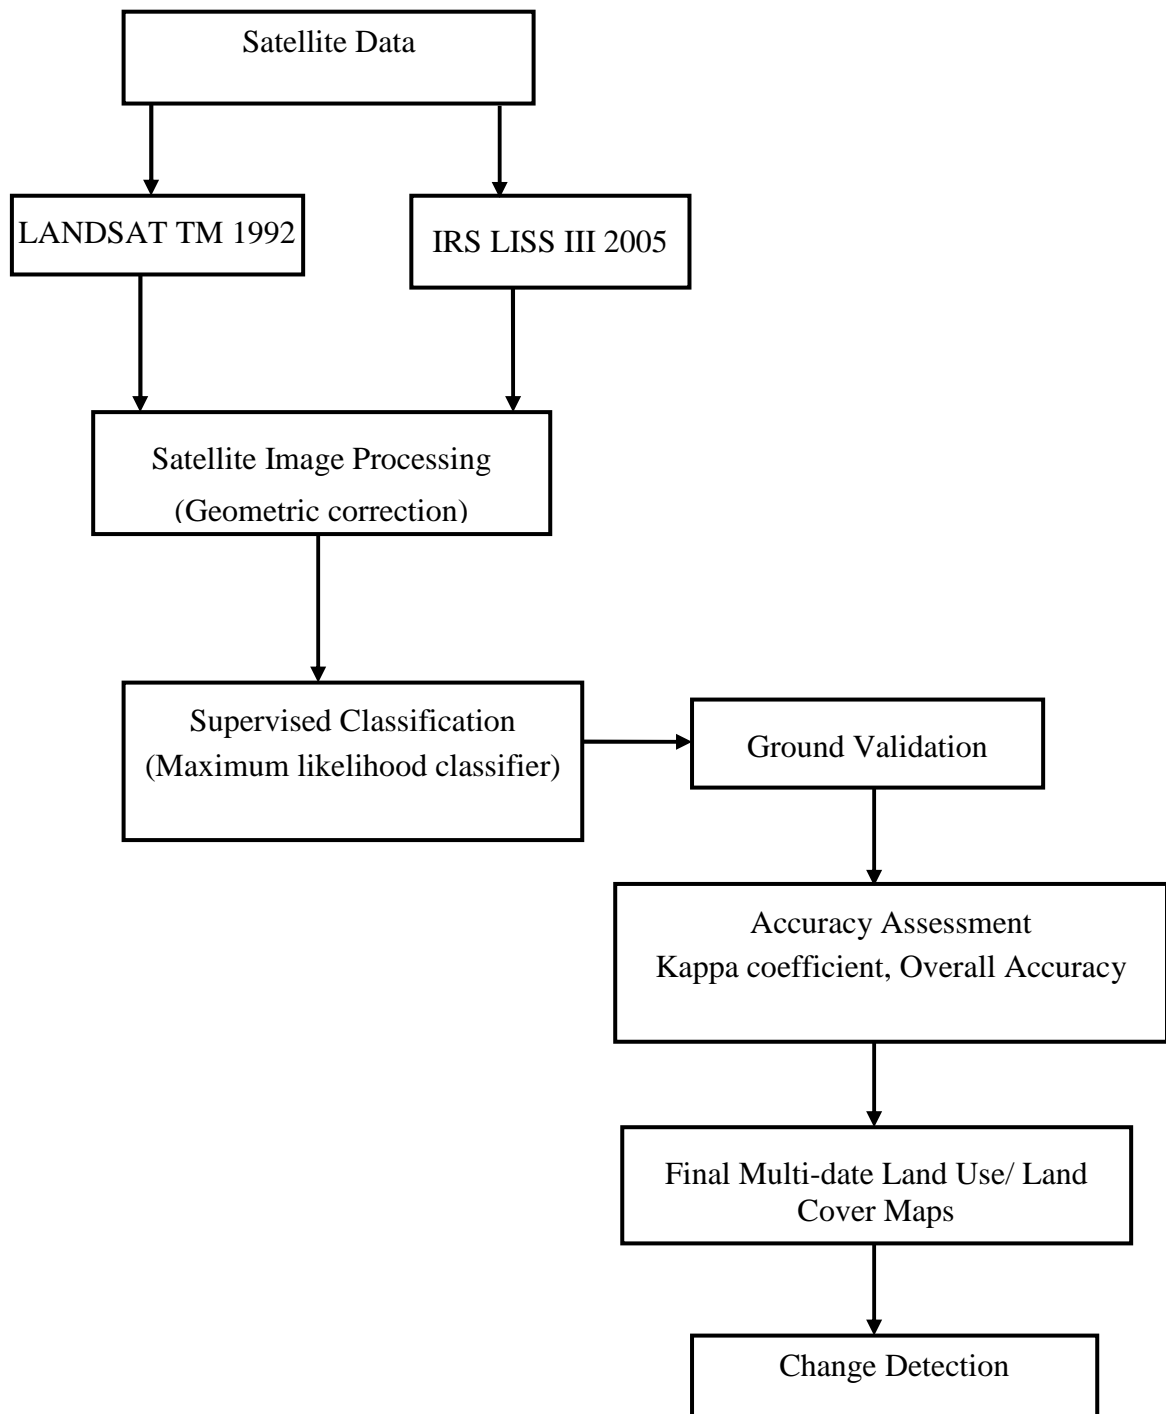 Satellite Data
LANDSAT TM 1992
IRS LISS III 2005
Satellite Image Processing
(Geometric correction)
Supervised Classification
(Maximum likelihood classifier)
Ground Validation
Accuracy Assessment
Kappa coefficient, Overall Accuracy
Final Multi-date Land Use/ Land
Cover Maps
Change Detection